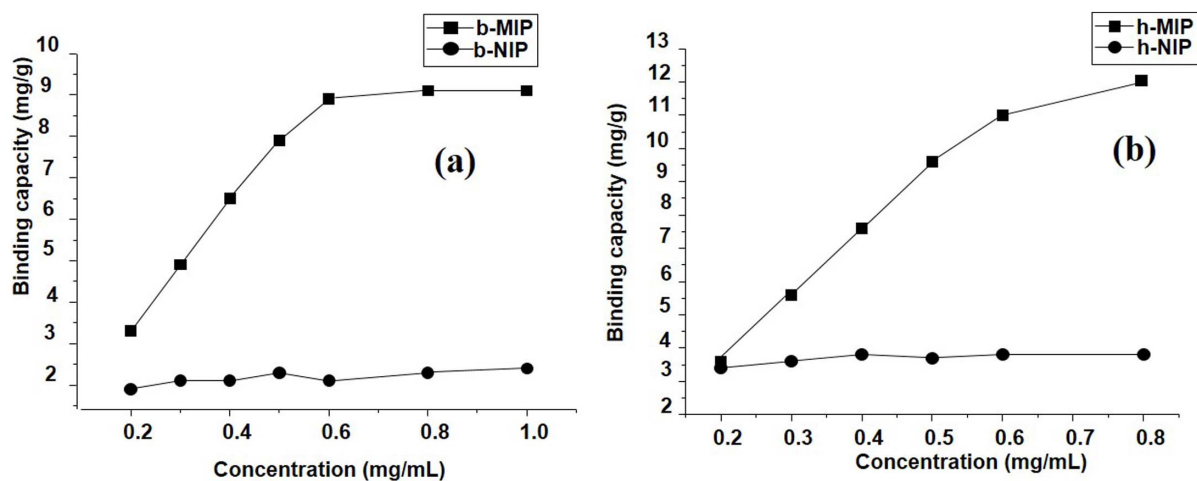 b-MIP
b-NIP
10
9
8
7
6
5
4
3
2
Binding capacity (mg/g)
(a)
0.2 0.4 0.6 0.8 1.0
Concentration (mg/mL)
h-MIP
h-NIP
13
12
11
10
9
8
7
6
5
4
3
2
Binding capacity (mg/g)
(b)
0.2 0.3 0.4 0.5 0.6 0.7 0.8
Concentration (mg/mL)